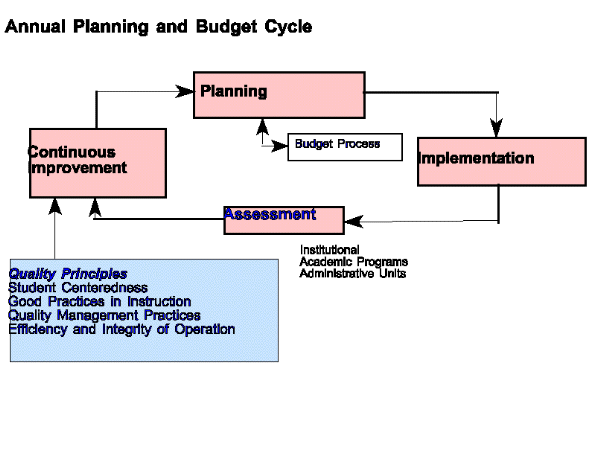 Annual Planning and Budget Cycle
Planning
Budget Process
Continuous
Improvement
Implementation
Assessment
Institutional
Academic Programs
Administrative Units
Quality Principles
Student Centeredness
Good Practices in Instruction
Quality Management Practices
Efficiency and Integrity of Operation